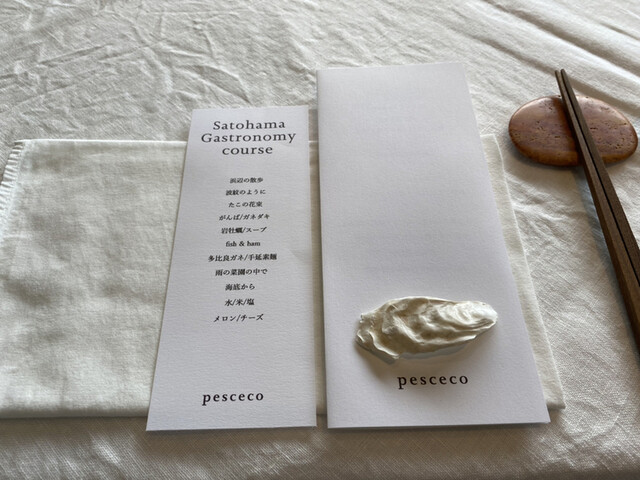 Satohama
Gastronomy
course
浜辺の散歩
波紋のように
たこの花束
がんば/ガネダキ
岩牡蠣/スープ
fish & ham
多比良ガネ/手延素麺
雨の菜園の中で
海底から
水/米/塩
メロン/チーズ
pesceco
pesceco